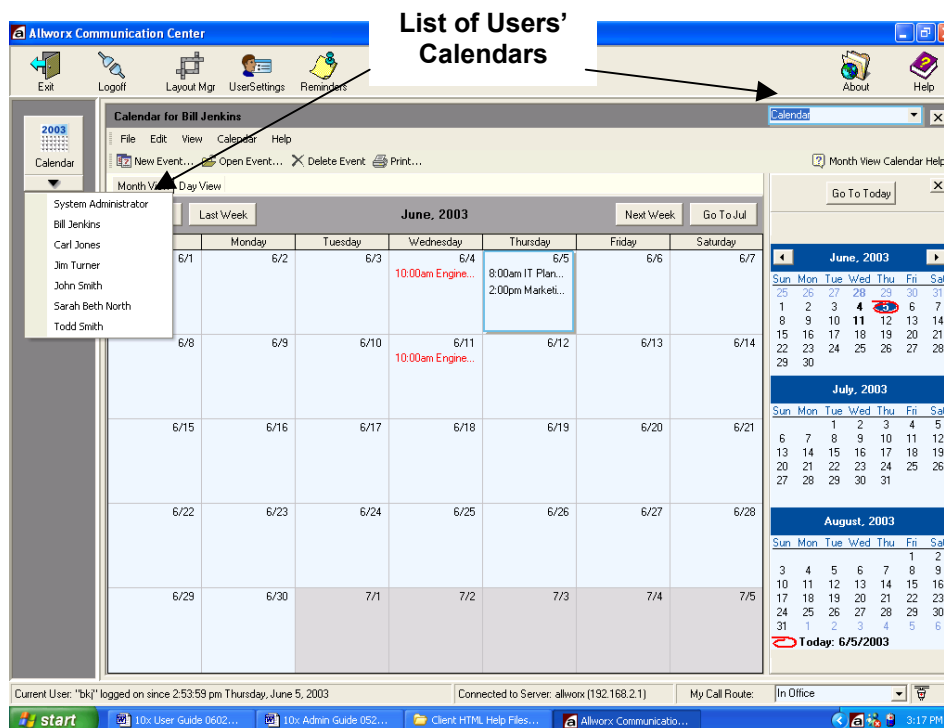 List of Users’
Calendars
Allworx Communication Center
Exit Logoff Layout Mgr UserSettings Reminders About Help
Calendar for Bill Jenkins
Calendar
2003
Calendar
File Edit View Calendar Help
New Event... Open Event... Delete Event Print...
Month View Calendar Help
Month View Day View
Go To Today
System Administrator
Bill Jenkins
Carl Jones
Jim Turner
John Smith
Sarah Beth North
Todd Smith
Last Week June, 2003 Next Week Go To Jul
Monday Tuesday Wednesday Thursday Friday Saturday
6/1 6/2 6/3 6/4 6/5 6/6 6/7
10:00am Engine... 8:00am IT Plan...
2:00pm Marketi...
6/8 6/9 6/10 6/11 6/12 6/13 6/14
10:00am Engine...
6/15 6/16 6/17 6/18 6/19 6/20 6/21
6/22 6/23 6/24 6/25 6/26 6/27 6/28
6/29 6/30 7/1 7/2 7/3 7/4 7/5
June, 2003
Sun Mon Tue Wed Thu Fri Sat
25 26 27 28 29 30 31
1 2 3 4 5 6 7
8 9 10 11 12 13 14
15 16 17 18 19 20 21
22 23 24 25 26 27 28
29 30
July, 2003
Sun Mon Tue Wed Thu Fri Sat
1 2 3 4 5
6 7 8 9 10 11 12
13 14 15 16 17 18 19
20 21 22 23 24 25 26
27 28 29 30 31
August, 2003
Sun Mon Tue Wed Thu Fri Sat
1 2
3 4 5 6 7 8 9
10 11 12 13 14 15 16
17 18 19 20 21 22 23
24 25 26 27 28 29 30
31 1 2 3 4 5 6
Today: 6/5/2003
Current User: "bkj" logged on since 2:53:59 pm Thursday, June 5, 2003 Connected to Server: allworx (192.168.2.1) My Call Route: In Office
start 10x User Guide 0602... 10x Admin Guide 052... Client HTML Help Files... Allworx Communicatio... 3:17 PM